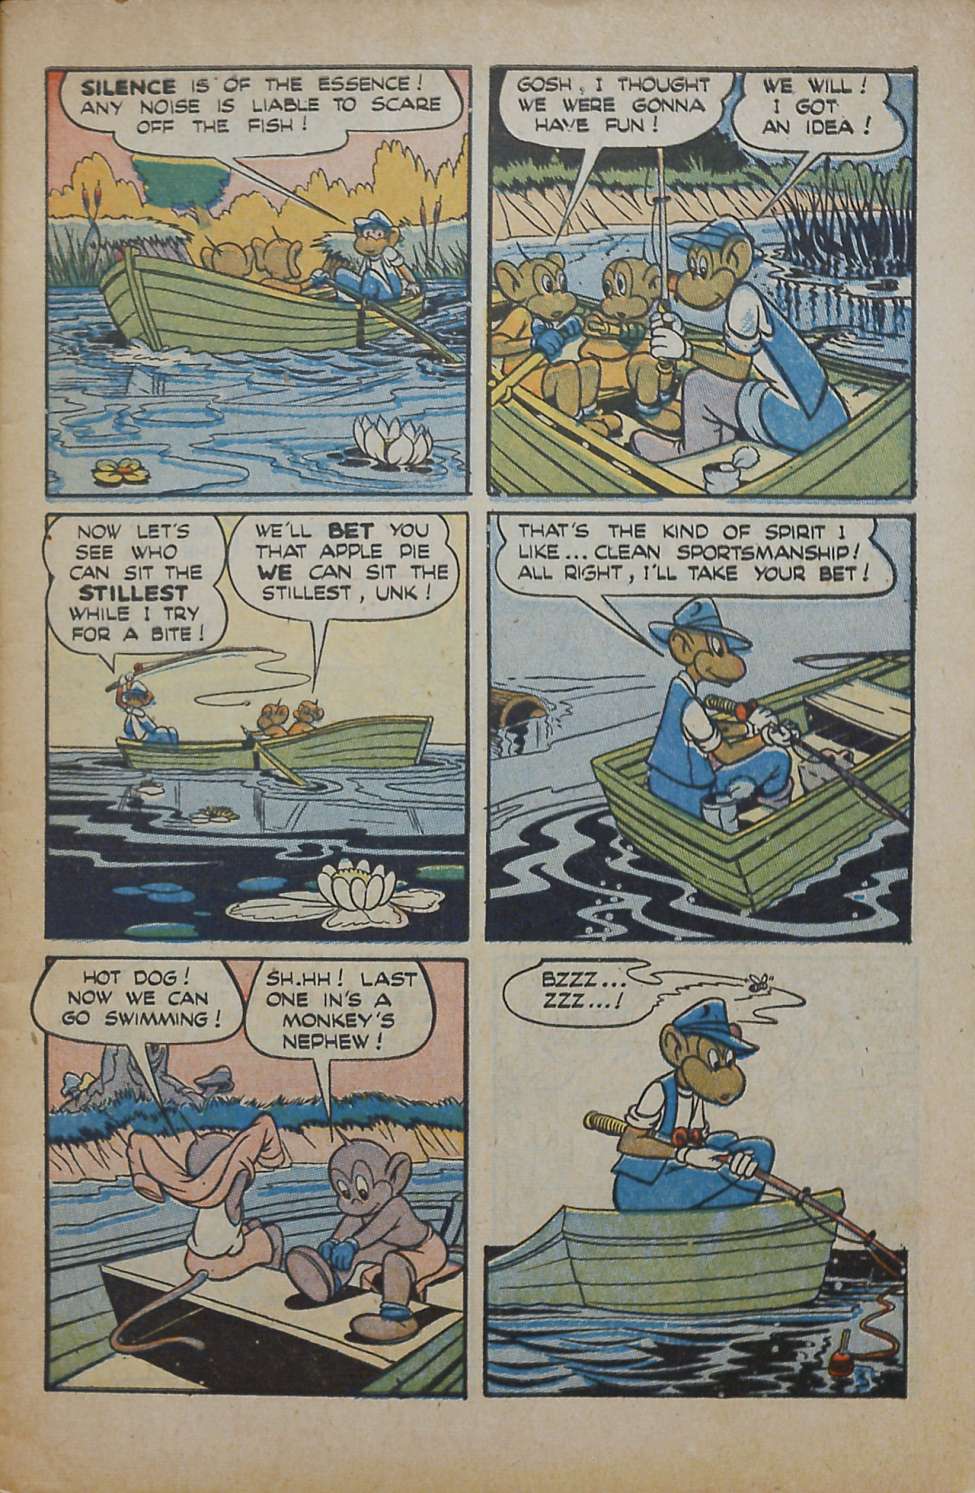 SILENCE IS OF THE ESSENCE!
ANY NOISE IS LIABLE TO SCARE
OFF THE FISH!
GOSH, I THOUGHT
WE WERE GONNA
HAVE FUN!
WE WILL!
I GOT
AN IDEA!
NOW LET'S
SEE WHO
CAN SIT THE
STILLEST
WHILE I TRY
FOR A BITE!
WE'LL BET YOU
THAT APPLE PIE
WE CAN SIT THE
STILLEST, UNK!
THAT'S THE KIND OF SPIRIT I
LIKE... CLEAN SPORTSMANSHIP!
ALL RIGHT, I'LL TAKE YOUR BET!
HOT DOG!
NOW WE CAN
GO SWIMMING!
SH.HH! LAST
ONE IN'S A
MONKEY'S
NEPHEW!
BZZZ...
ZZZ...!